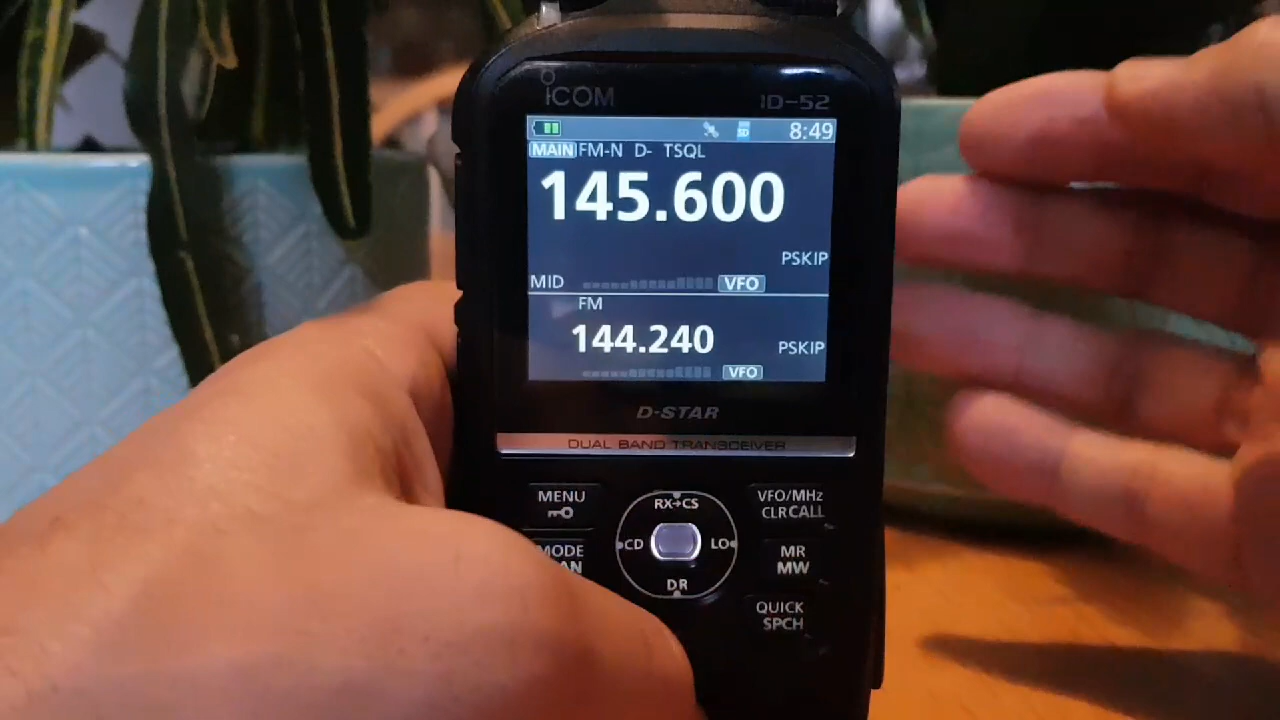 iCOM ID-52
SD 8:49
MAIN FM-N D- TSQL
145.600
PSKIP
MID VFO
FM
144.240 PSKIP
VFO
D-STAR
DUAL BAND TRANSCEIVER
MENU RX→CS VFO/MHz
CLR CALL
MODE CD LO MR
MW
DR
QUICK
SPCH